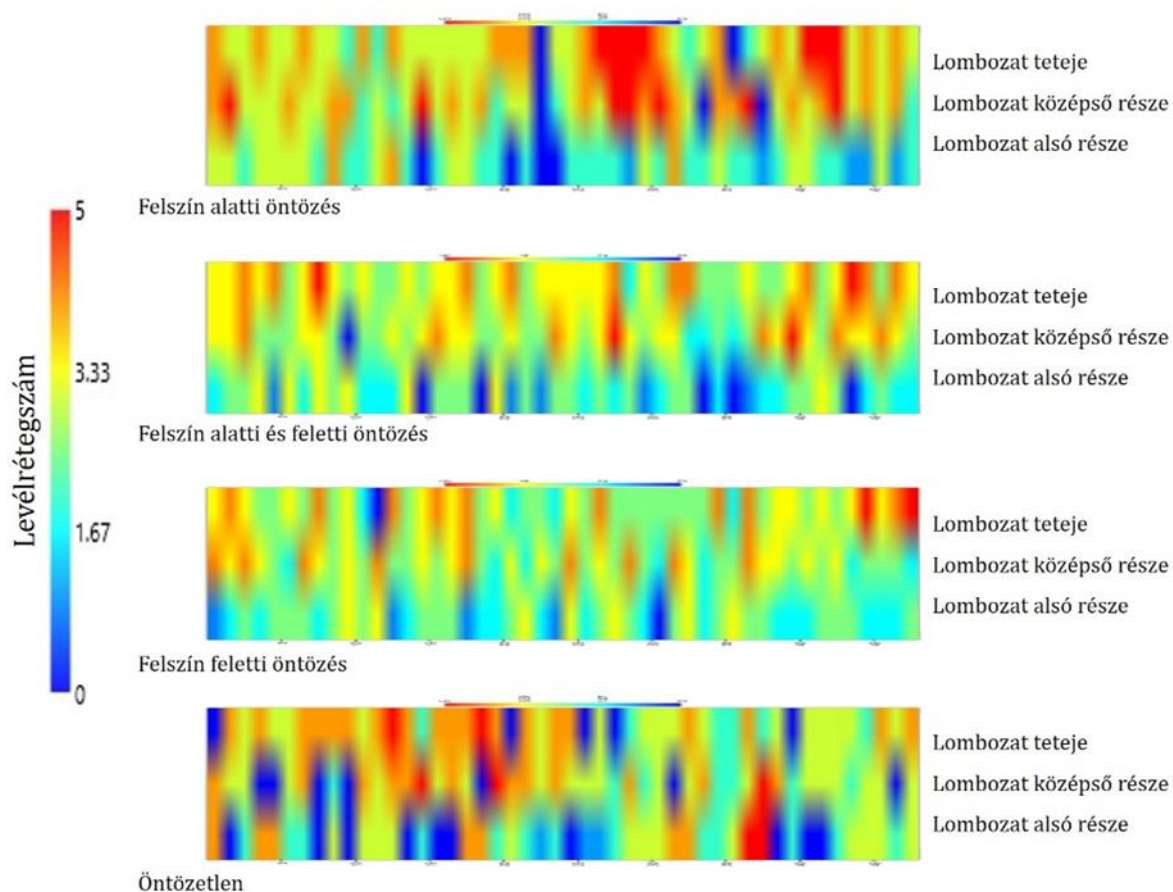 Lombozat teteje
Lombozat középső része
Lombozat alsó része
Felszín alatti öntözés
Levélrétegszám
5
3.33
1.67
0
Lombozat teteje
Lombozat középső része
Lombozat alsó része
Felszín alatti és feletti öntözés
Lombozat teteje
Lombozat középső része
Lombozat alsó része
Felszín feletti öntözés
Lombozat teteje
Lombozat középső része
Lombozat alsó része
Öntözetlen